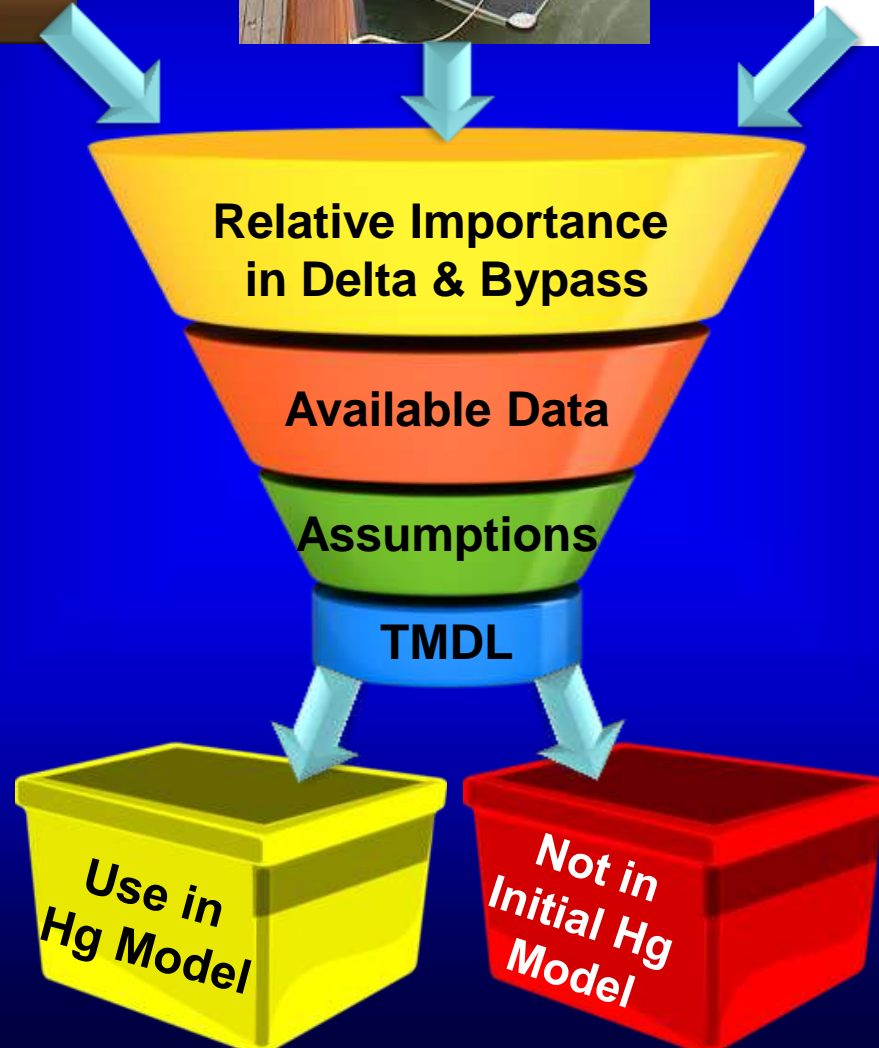 Relative Importance
in Delta & Bypass
Available Data
Assumptions
TMDL
Use in
Hg Model
Not in
Initial Hg
Model